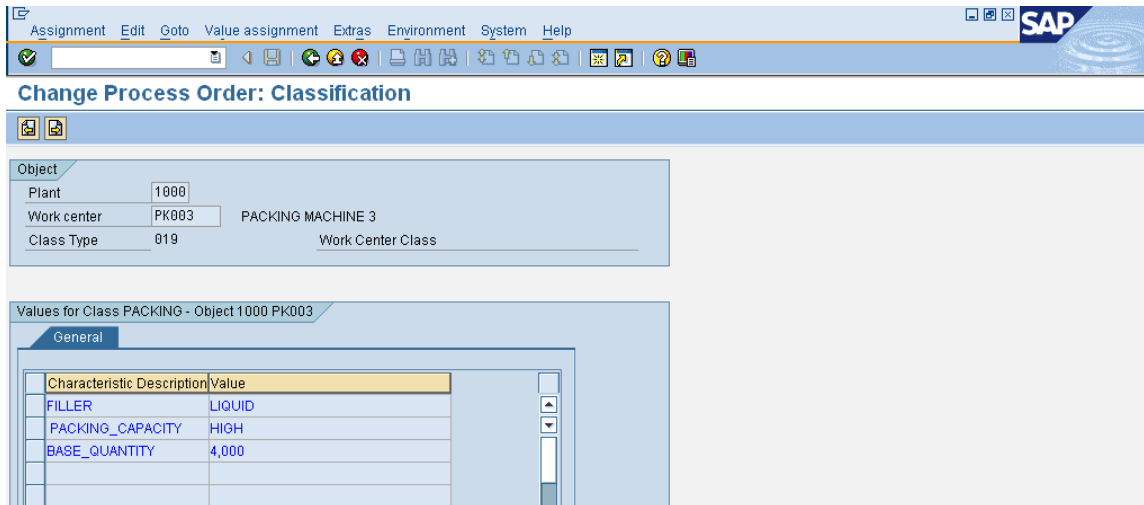 Assignment Edit Goto Value assignment Extras Environment System Help
SAP
Change Process Order: Classification
Object
Plant 1000
Work center PK003 PACKING MACHINE 3
Class Type 019 Work Center Class
Values for Class PACKING - Object 1000 PK003
General
Characteristic Description Value
FILLER LIQUID
PACKING_CAPACITY HIGH
BASE_QUANTITY 4,000